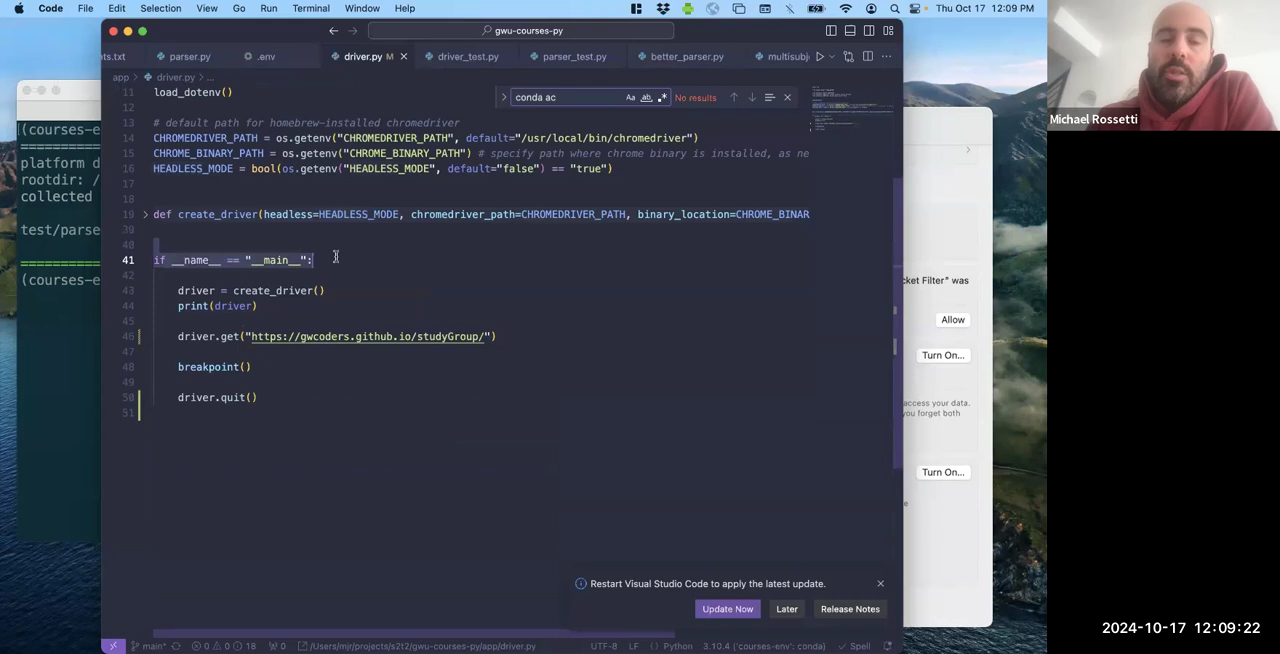 Code File Edit Selection View Go Run Terminal Window Help Thu Oct 17 12:09 PM
gwu-courses-py
nts.txt parser.py .env driver.py M driver_test.py parser_test.py better_parser.py multisubj
app > driver.py > ...
conda ac Aa ab No results
11 load_dotenv()
12
13 # default path for homebrew-installed chromedriver
14 CHROMEDRIVER_PATH = os.getenv("CHROMEDRIVER_PATH", default="/usr/local/bin/chromedriver")
15 CHROME_BINARY_PATH = os.getenv("CHROME_BINARY_PATH") # specify path where chrome binary is installed, as ne
16 HEADLESS_MODE = bool(os.getenv("HEADLESS_MODE", default="false") == "true")
17
18
19 def create_driver(headless=HEADLESS_MODE, chromedriver_path=CHROMEDRIVER_PATH, binary_location=CHROME_BINAR
39
40
41 if __name__ == "__main__":
42
43 driver = create_driver()
44 print(driver)
45
46 driver.get("https://gwcoders.github.io/studyGroup/")
47
48 breakpoint()
49
50 driver.quit()
51
Restart Visual Studio Code to apply the latest update.
Update Now Later Release Notes
main* 0 0 18 0 /Users/mjr/projects/s2t2/gwu-courses-py/app/driver.py UTF-8 LF Python 3.10.4 ('courses-env': conda) Spell
((courses-e
platform d
rootdir: /
collected
test/parse
(courses-e
cket Filter" was
Allow
Turn On...
access your data.
you forget both
Turn On...
Michael Rossetti
2024-10-17 12:09:22